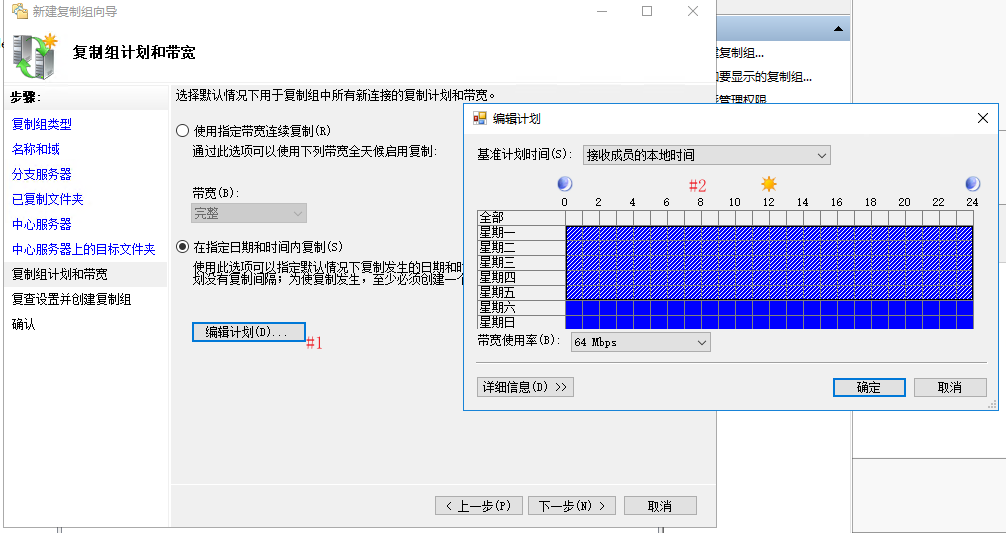 新建复制组向导
复制组计划和带宽
步骤:
复制组类型
名称和域
分支服务器
已复制文件夹
中心服务器
中心服务器上的目标文件夹
复制组计划和带宽
复查设置并创建复制组
确认
选择默认情况下用于复制组中所有新连接的复制计划和带宽。
使用指定带宽连续复制(R)
通过此选项可以使用下列带宽全天候启用复制:
带宽(B):
完整
在指定日期和时间内复制(S)
使用此选项可以指定默认情况下复制发生的日期和时
划没有复制间隔; 为使复制发生, 至少必须创建一个
编辑计划(D)...
#1
< 上一步(P)
下一步(N) >
取消
复制组...
要显示的复制组...
管理权限
编辑计划
基准计划时间(S):
接收成员的本地时间
#2
0 2 4 6 8 10 12 14 16 18 20 22 24
全部
星期一
星期二
星期三
星期四
星期五
星期六
星期日
带宽使用率(B):
64 Mbps
详细信息(D) >>
确定
取消